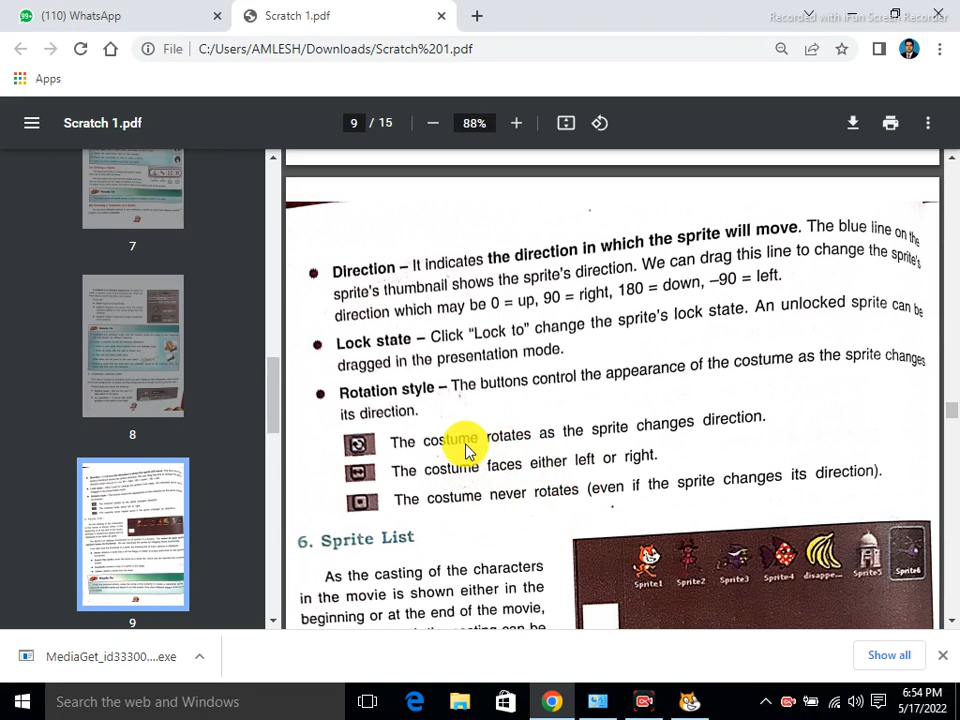 (110) WhatsApp
Scratch 1.pdf
Recorded with iFun Screen Recorder
File
C:/Users/AMLESH/Downloads/Scratch%201.pdf
Apps
Scratch 1.pdf
9 / 15
88%
7
8
9
Direction – It indicates the direction in which the sprite will move. The blue line on the
sprite's thumbnail shows the sprite's direction. We can drag this line to change the sprite's
direction which may be 0 = up, 90 = right, 180 = down, –90 = left.
Lock state – Click "Lock to" change the sprite's lock state. An unlocked sprite can be
dragged in the presentation mode.
Rotation style – The buttons control the appearance of the costume as the sprite changes
its direction.
The costume rotates as the sprite changes direction.
The costume faces either left or right.
The costume never rotates (even if the sprite changes its direction).
6. Sprite List
As the casting of the characters
in the movie is shown either in the
beginning or at the end of the movie,
Sprite1
Sprite2
Sprite3
Sprite4
disappe...
Sprite5
Sprite6
MediaGet_id33300....exe
Show all
Search the web and Windows
6:54 PM
5/17/2022